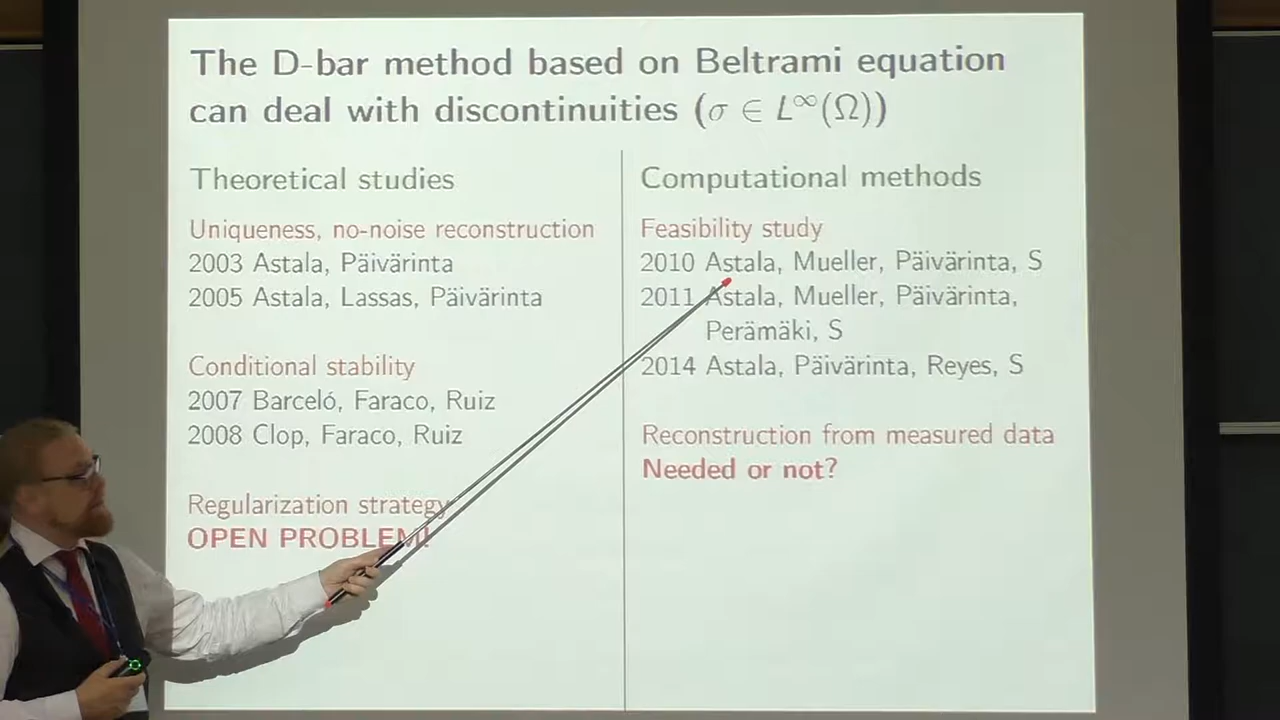 The D-bar method based on Beltrami equation
can deal with discontinuities (σ ∈ L^∞(Ω))
Theoretical studies
Uniqueness, no-noise reconstruction
2003 Astala, Päivärinta
2005 Astala, Lassas, Päivärinta
Conditional stability
2007 Barceló, Faraco, Ruiz
2008 Clop, Faraco, Ruiz
Regularization strategy
OPEN PROBLEM!
Computational methods
Feasibility study
2010 Astala, Mueller, Päivärinta, S
2011 Astala, Mueller, Päivärinta,
Perämäki, S
2014 Astala, Päivärinta, Reyes, S
Reconstruction from measured data
Needed or not?